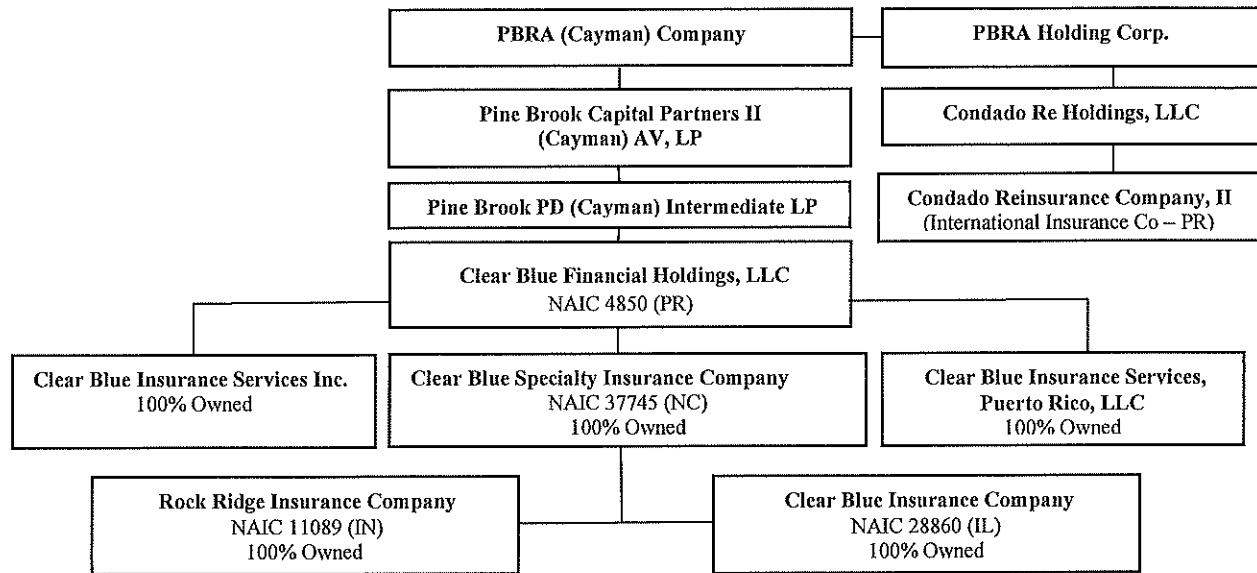 PBRA (Cayman) Company
PBRA Holding Corp.
Pine Brook Capital Partners II
(Cayman) AV, LP
Condado Re Holdings, LLC
Pine Brook PD (Cayman) Intermediate LP
Condado Reinsurance Company, II
(International Insurance Co – PR)
Clear Blue Financial Holdings, LLC
NAIC 4850 (PR)
Clear Blue Insurance Services Inc.
100% Owned
Clear Blue Specialty Insurance Company
NAIC 37745 (NC)
100% Owned
Clear Blue Insurance Services,
Puerto Rico, LLC
100% Owned
Rock Ridge Insurance Company
NAIC 11089 (IN)
100% Owned
Clear Blue Insurance Company
NAIC 28860 (IL)
100% Owned